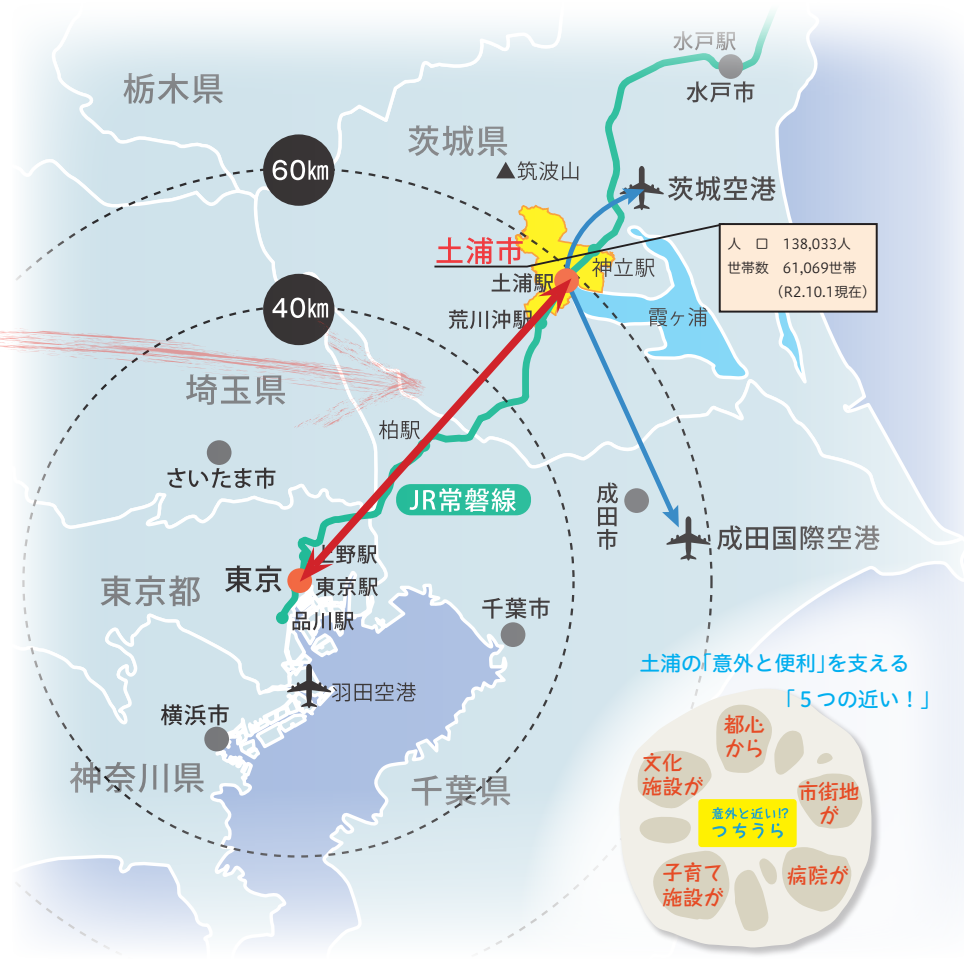 水戸駅
水戸市
栃木県
茨城県
60km
▲筑波山
茨城空港
土浦市
人　口　138,033人
世帯数　61,069世帯
（R2.10.1現在）
神立駅
土浦駅
荒川沖駅
霞ヶ浦
40km
埼玉県
柏駅
さいたま市
JR常磐線
成田市
成田国際空港
上野駅
東京
東京駅
東京都
品川駅
千葉市
羽田空港
横浜市
神奈川県
千葉県
土浦の「意外と便利」を支える
「５つの近い！」
都心
から
文化
施設が
市街地
が
意外と近い!?
つちうら
子育て
施設が
病院が